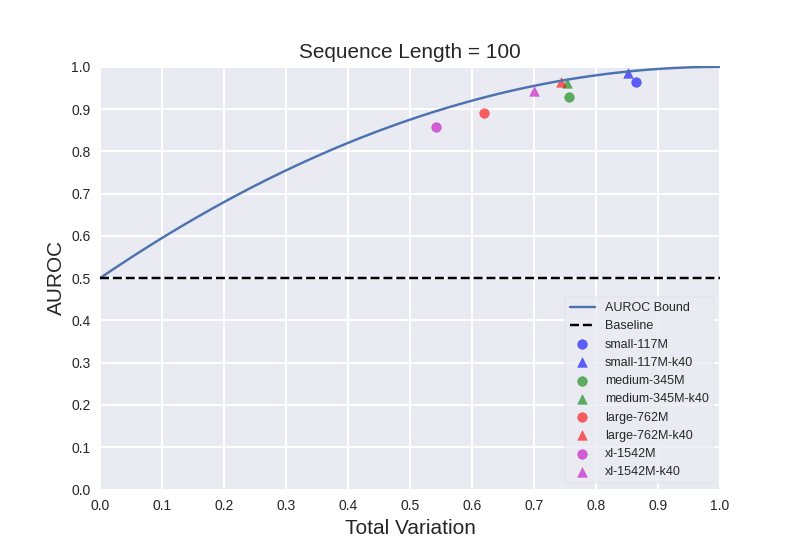 Sequence Length = 100
1.0
0.9
0.8
0.7
0.6
0.5
0.4
0.3
0.2
0.1
0.0
AUROC
AUROC Bound
Baseline
small-117M
small-117M-k40
medium-345M
medium-345M-k40
large-762M
large-762M-k40
xl-1542M
xl-1542M-k40
0.0 0.1 0.2 0.3 0.4 0.5 0.6 0.7 0.8 0.9 1.0
Total Variation